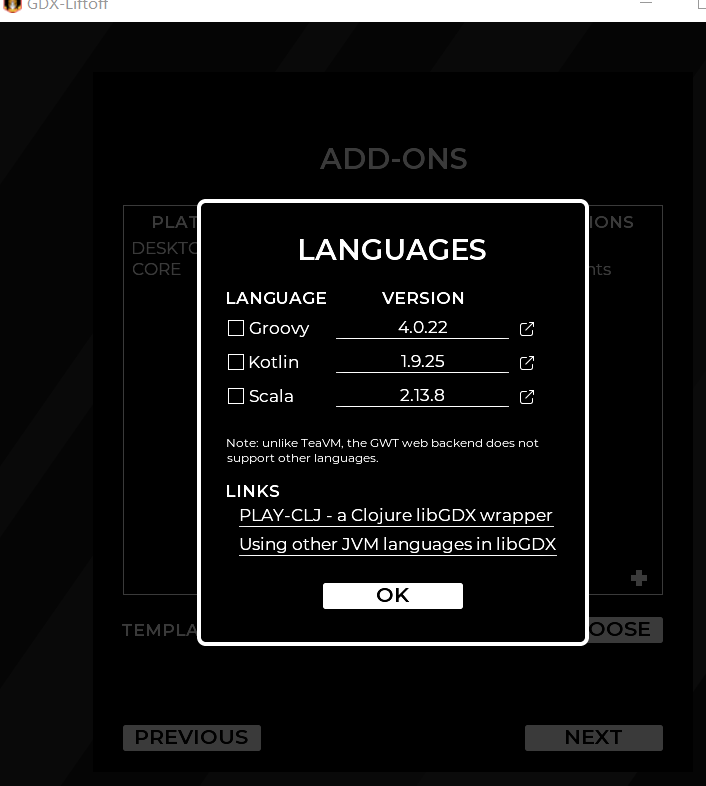 GDX-Liftoff
ADD-ONS
PLAT
IONS
DESKTO
CORE
nts
LANGUAGES
LANGUAGE VERSION
Groovy 4.0.22
Kotlin 1.9.25
Scala 2.13.8
Note: unlike TeaVM, the GWT web backend does not
support other languages.
LINKS
PLAY-CLJ - a Clojure libGDX wrapper
Using other JVM languages in libGDX
OK
TEMPLA
OOSE
PREVIOUS
NEXT